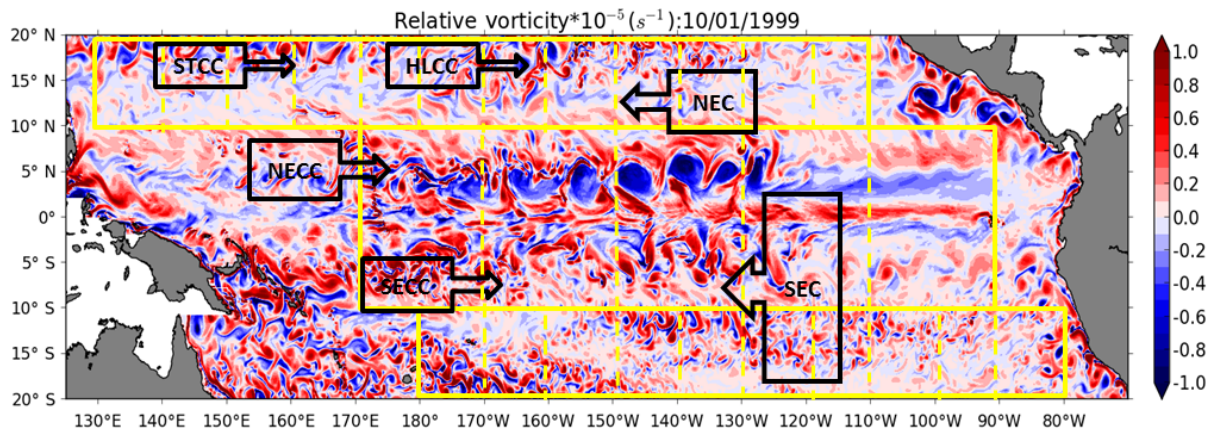 Relative vorticity*10⁻⁵(s⁻¹):10/01/1999
20° N
15° N
10° N
5° N
0°
5° S
10° S
15° S
20° S
STCC
HLCC
NEC
NECC
SECC
SEC
130°E 140°E 150°E 160°E 170°E 180° 170°W 160°W 150°W 140°W 130°W 120°W 110°W 100°W 90°W 80°W
1.0
0.8
0.6
0.4
0.2
0.0
-0.2
-0.4
-0.6
-0.8
-1.0